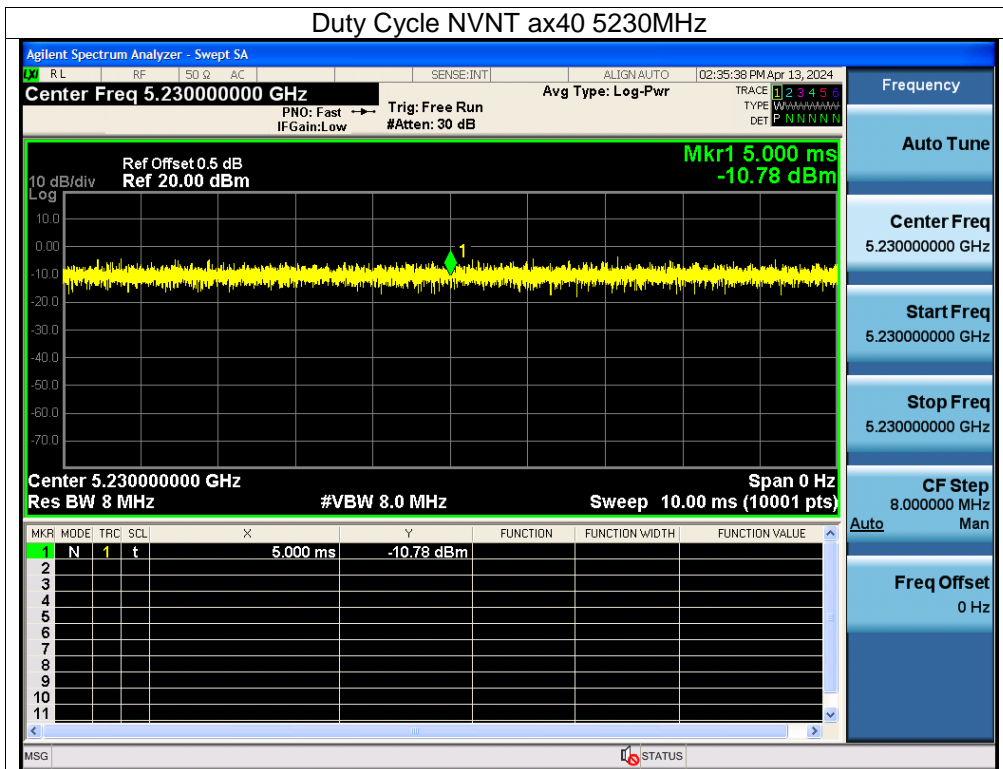 Duty Cycle NVNT ax40 5230MHz
Agilent Spectrum Analyzer - Swept SA
LXI RL RF 50 Ω AC SENSE:INT ALIGN AUTO 02:35:38 PM Apr 13, 2024
Center Freq 5.230000000 GHz
PNO: Fast
IFGain:Low
Trig: Free Run
#Atten: 30 dB
Avg Type: Log-Pwr
TRACE 1 2 3 4 5 6
TYPE WWWWWW
DET P N N N N N
Mkr1 5.000 ms
-10.78 dBm
Ref Offset 0.5 dB
10 dB/div Ref 20.00 dBm
Log
10.0
0.00
-10.0
-20.0
-30.0
-40.0
-50.0
-60.0
-70.0
1
Center 5.230000000 GHz Span 0 Hz
Res BW 8 MHz #VBW 8.0 MHz Sweep 10.00 ms (10001 pts)
MKR MODE TRC SCL X Y FUNCTION FUNCTION WIDTH FUNCTION VALUE
1 N 1 t 5.000 ms -10.78 dBm
2
3
4
5
6
7
8
9
10
11
MSG STATUS
Frequency
Auto Tune
Center Freq
5.230000000 GHz
Start Freq
5.230000000 GHz
Stop Freq
5.230000000 GHz
CF Step
8.000000 MHz
Auto Man
Freq Offset
0 Hz